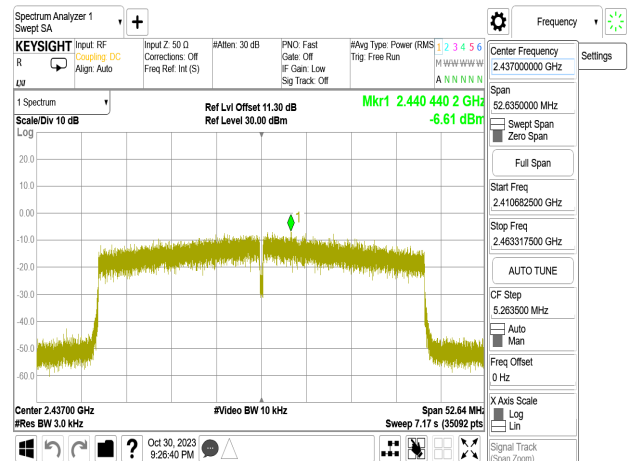 Spectrum Analyzer 1
Swept SA
Frequency
KEYSIGHT
R
LXI
Input: RF
Coupling: DC
Align: Auto
Input Z: 50 Ω
Corrections: Off
Freq Ref: Int (S)
#Atten: 30 dB
PNO: Fast
Gate: Off
IF Gain: Low
Sig Track: Off
#Avg Type: Power (RMS
Trig: Free Run
1 2 3 4 5 6
M W W W W W
A N N N N N
1 Spectrum
Scale/Div 10 dB
Log
Ref Lvl Offset 11.30 dB
Ref Level 30.00 dBm
Mkr1 2.440 440 2 GHz
-6.61 dBm
20.0
10.0
0.00
-10.0
-20.0
-30.0
-40.0
-50.0
-60.0
1
Center 2.43700 GHz
#Res BW 3.0 kHz
#Video BW 10 kHz
Span 52.64 MHz
Sweep 7.17 s (35092 pts
Oct 30, 2023
9:26:40 PM
Center Frequency
2.437000000 GHz
Settings
Span
52.6350000 MHz
Swept Span
Zero Span
Full Span
Start Freq
2.410682500 GHz
Stop Freq
2.463317500 GHz
AUTO TUNE
CF Step
5.263500 MHz
Auto
Man
Freq Offset
0 Hz
X Axis Scale
Log
Lin
Signal Track
(Span Zoom)